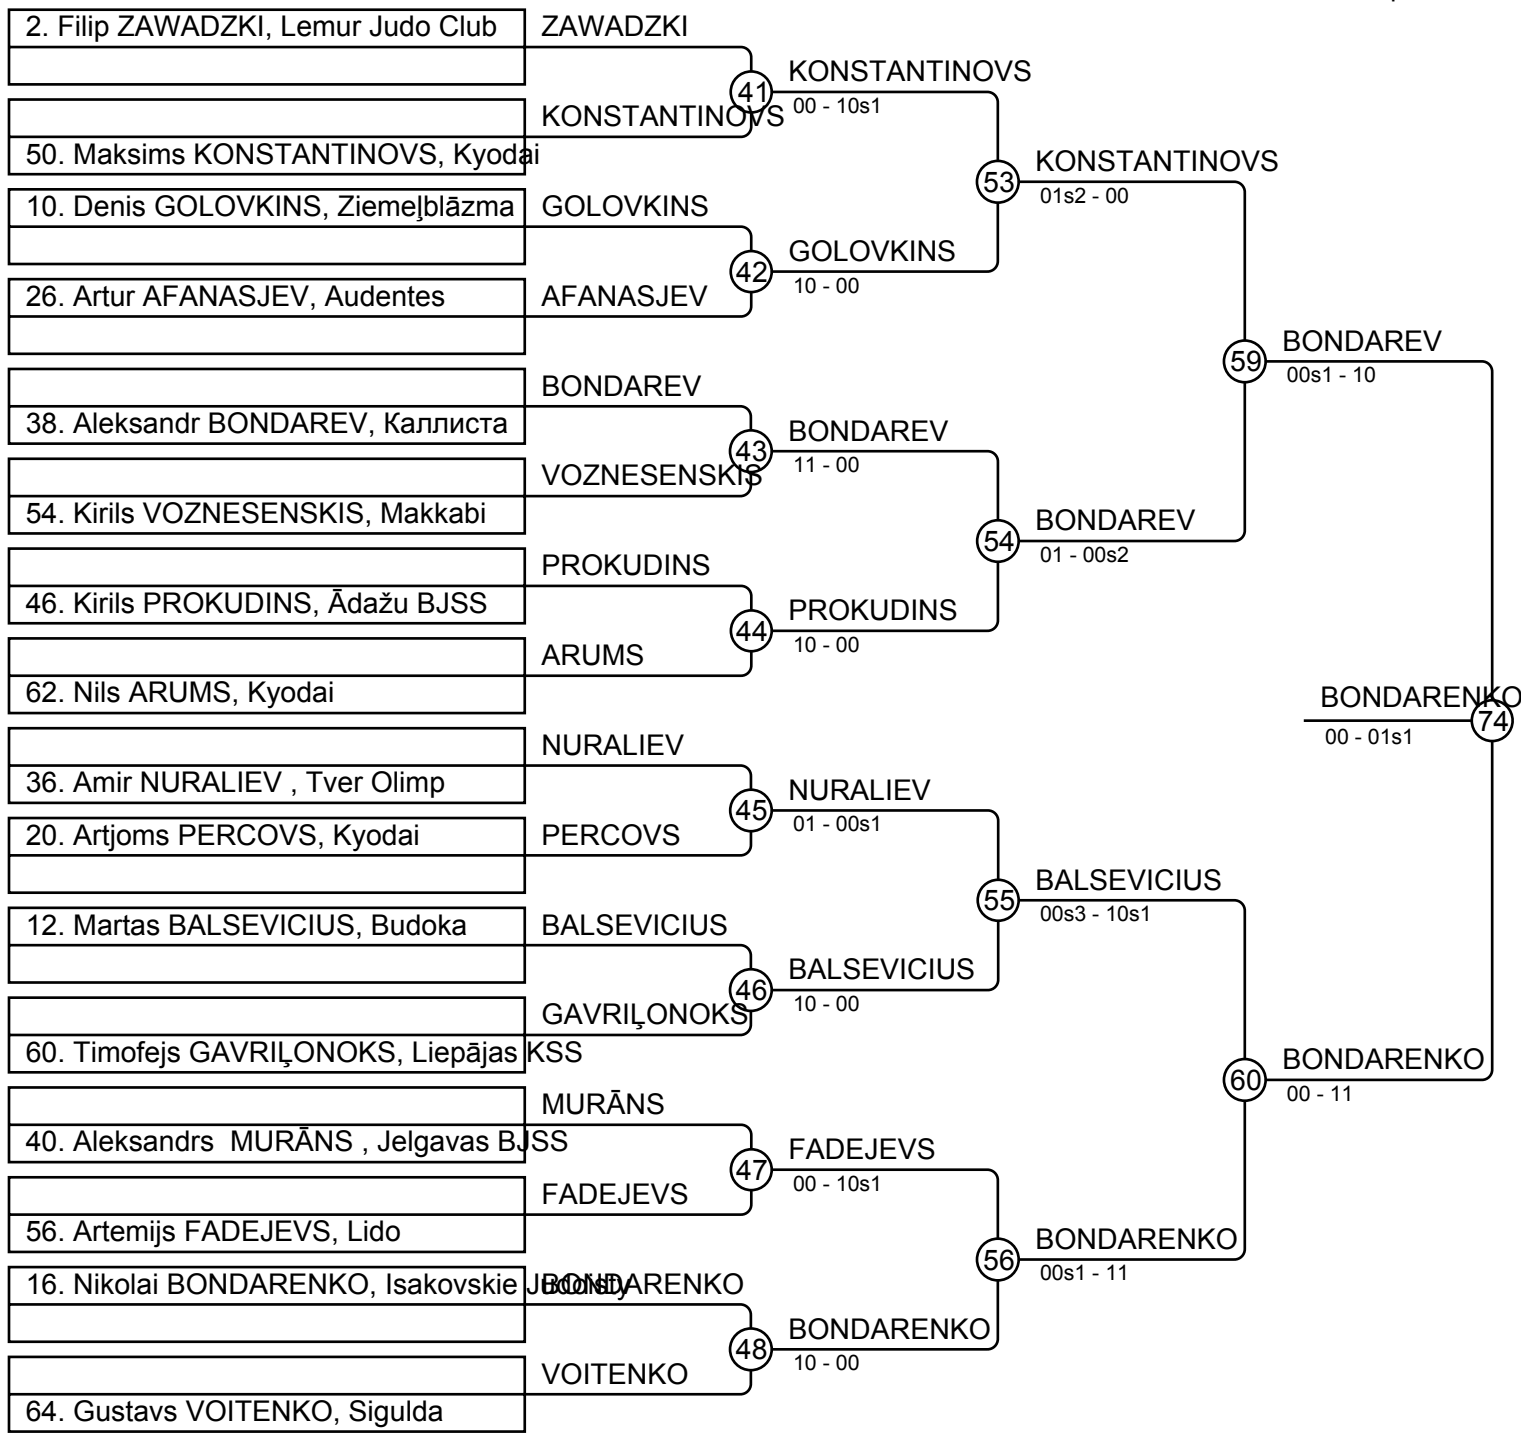 2. Filip ZAWADZKI, Lemur Judo Club
ZAWADZKI
41
KONSTANTINOVS
00 - 10s1
KONSTANTINOVS
50. Maksims KONSTANTINOVS, Kyodai
53
KONSTANTINOVS
01s2 - 00
10. Denis GOLOVKINS, Ziemeļblāzma
GOLOVKINS
42
GOLOVKINS
10 - 00
26. Artur AFANASJEV, Audentes
AFANASJEV
59
BONDAREV
00s1 - 10
BONDAREV
38. Aleksandr BONDAREV, Каллиста
43
BONDAREV
11 - 00
VOZNESENSKIS
54. Kirils VOZNESENSKIS, Makkabi
54
BONDAREV
01 - 00s2
PROKUDINS
46. Kirils PROKUDINS, Ādažu BJSS
44
PROKUDINS
10 - 00
ARUMS
62. Nils ARUMS, Kyodai
BONDARENKO
74
00 - 01s1
NURALIEV
36. Amir NURALIEV , Tver Olimp
45
NURALIEV
01 - 00s1
20. Artjoms PERCOVS, Kyodai
PERCOVS
55
BALSEVICIUS
00s3 - 10s1
12. Martas BALSEVICIUS, Budoka
BALSEVICIUS
46
BALSEVICIUS
10 - 00
GAVRIĻONOKS
60. Timofejs GAVRIĻONOKS, Liepājas KSS
60
BONDARENKO
00 - 11
MURĀNS
40. Aleksandrs  MURĀNS , Jelgavas BJSS
47
FADEJEVS
00 - 10s1
FADEJEVS
56. Artemijs FADEJEVS, Lido
56
BONDARENKO
00s1 - 11
16. Nikolai BONDARENKO, Isakovskie Judoisty
BONDARENKO
48
BONDARENKO
10 - 00
VOITENKO
64. Gustavs VOITENKO, Sigulda